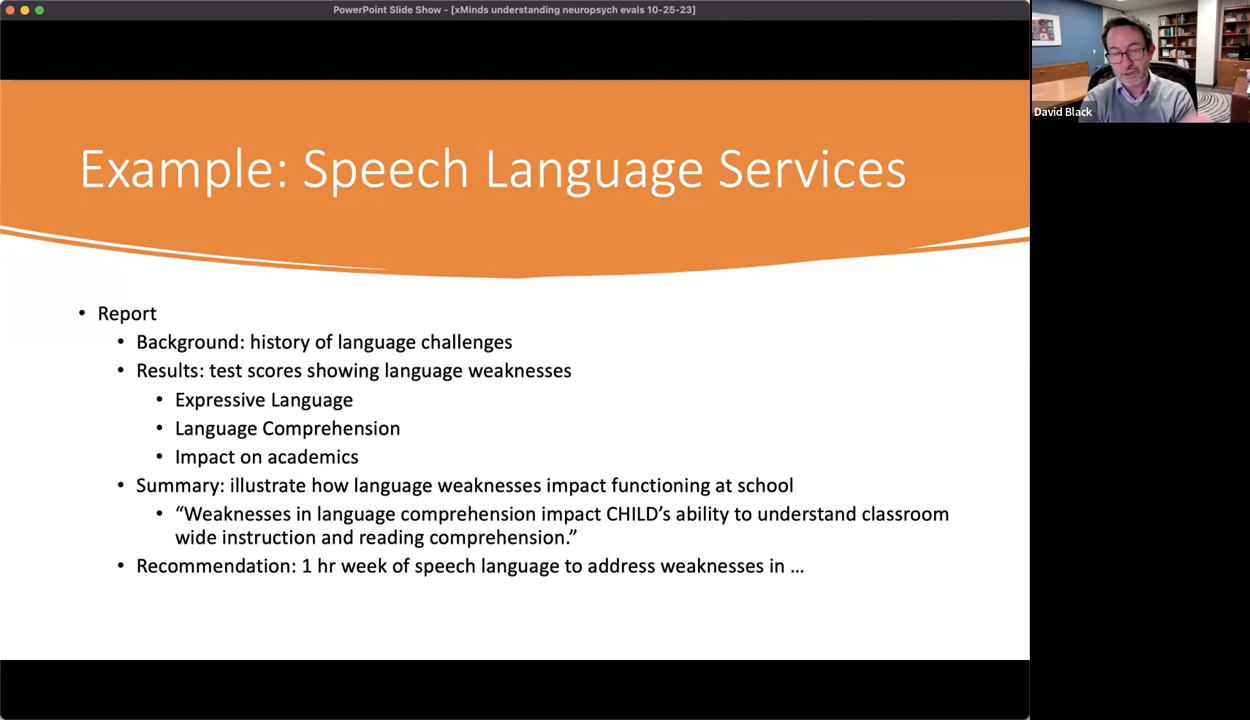 PowerPoint Slide Show - [xMinds understanding neuropsych evals 10-25-23]
David Black
Example: Speech Language Services
• Report
• Background: history of language challenges
• Results: test scores showing language weaknesses
• Expressive Language
• Language Comprehension
• Impact on academics
• Summary: illustrate how language weaknesses impact functioning at school
• “Weaknesses in language comprehension impact CHILD’s ability to understand classroom
wide instruction and reading comprehension.”
• Recommendation: 1 hr week of speech language to address weaknesses in ...